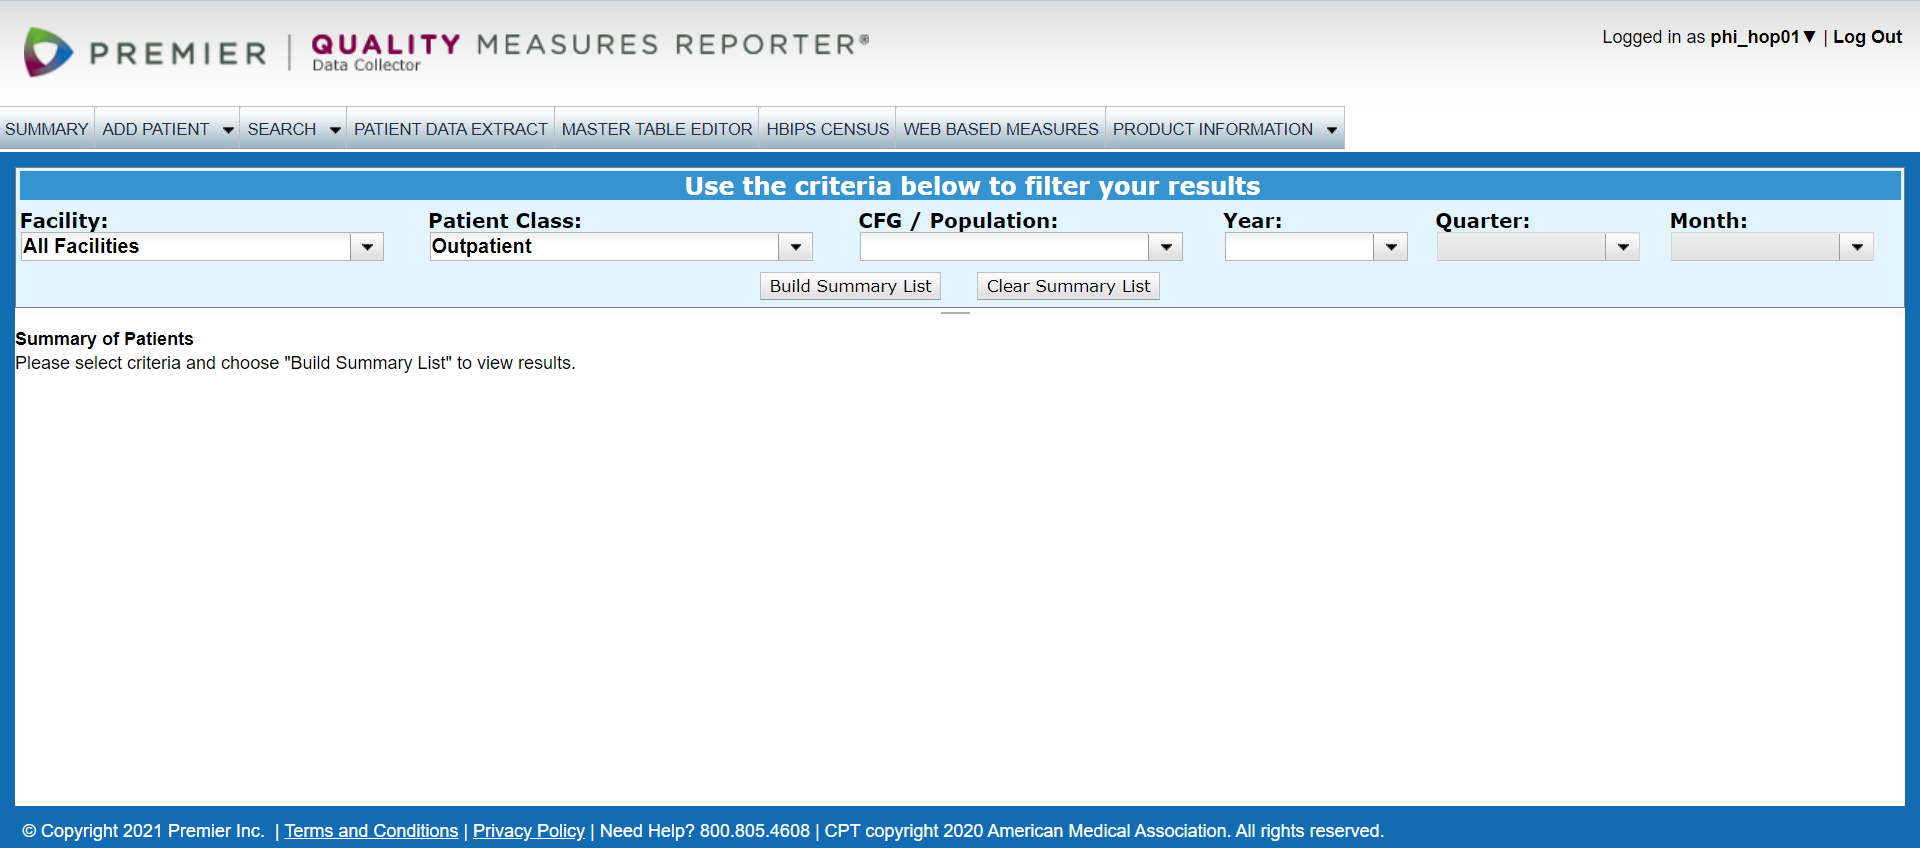 PREMIER | QUALITY MEASURES REPORTER®
Data Collector
Logged in as phi_hop01▼ | Log Out
SUMMARY ADD PATIENT SEARCH PATIENT DATA EXTRACT MASTER TABLE EDITOR HBIPS CENSUS WEB BASED MEASURES PRODUCT INFORMATION
Use the criteria below to filter your results
Facility: Patient Class: CFG / Population: Year: Quarter: Month:
All Facilities Outpatient
Build Summary List Clear Summary List
Summary of Patients
Please select criteria and choose "Build Summary List" to view results.
© Copyright 2021 Premier Inc. | Terms and Conditions | Privacy Policy | Need Help? 800.805.4608 | CPT copyright 2020 American Medical Association. All rights reserved.